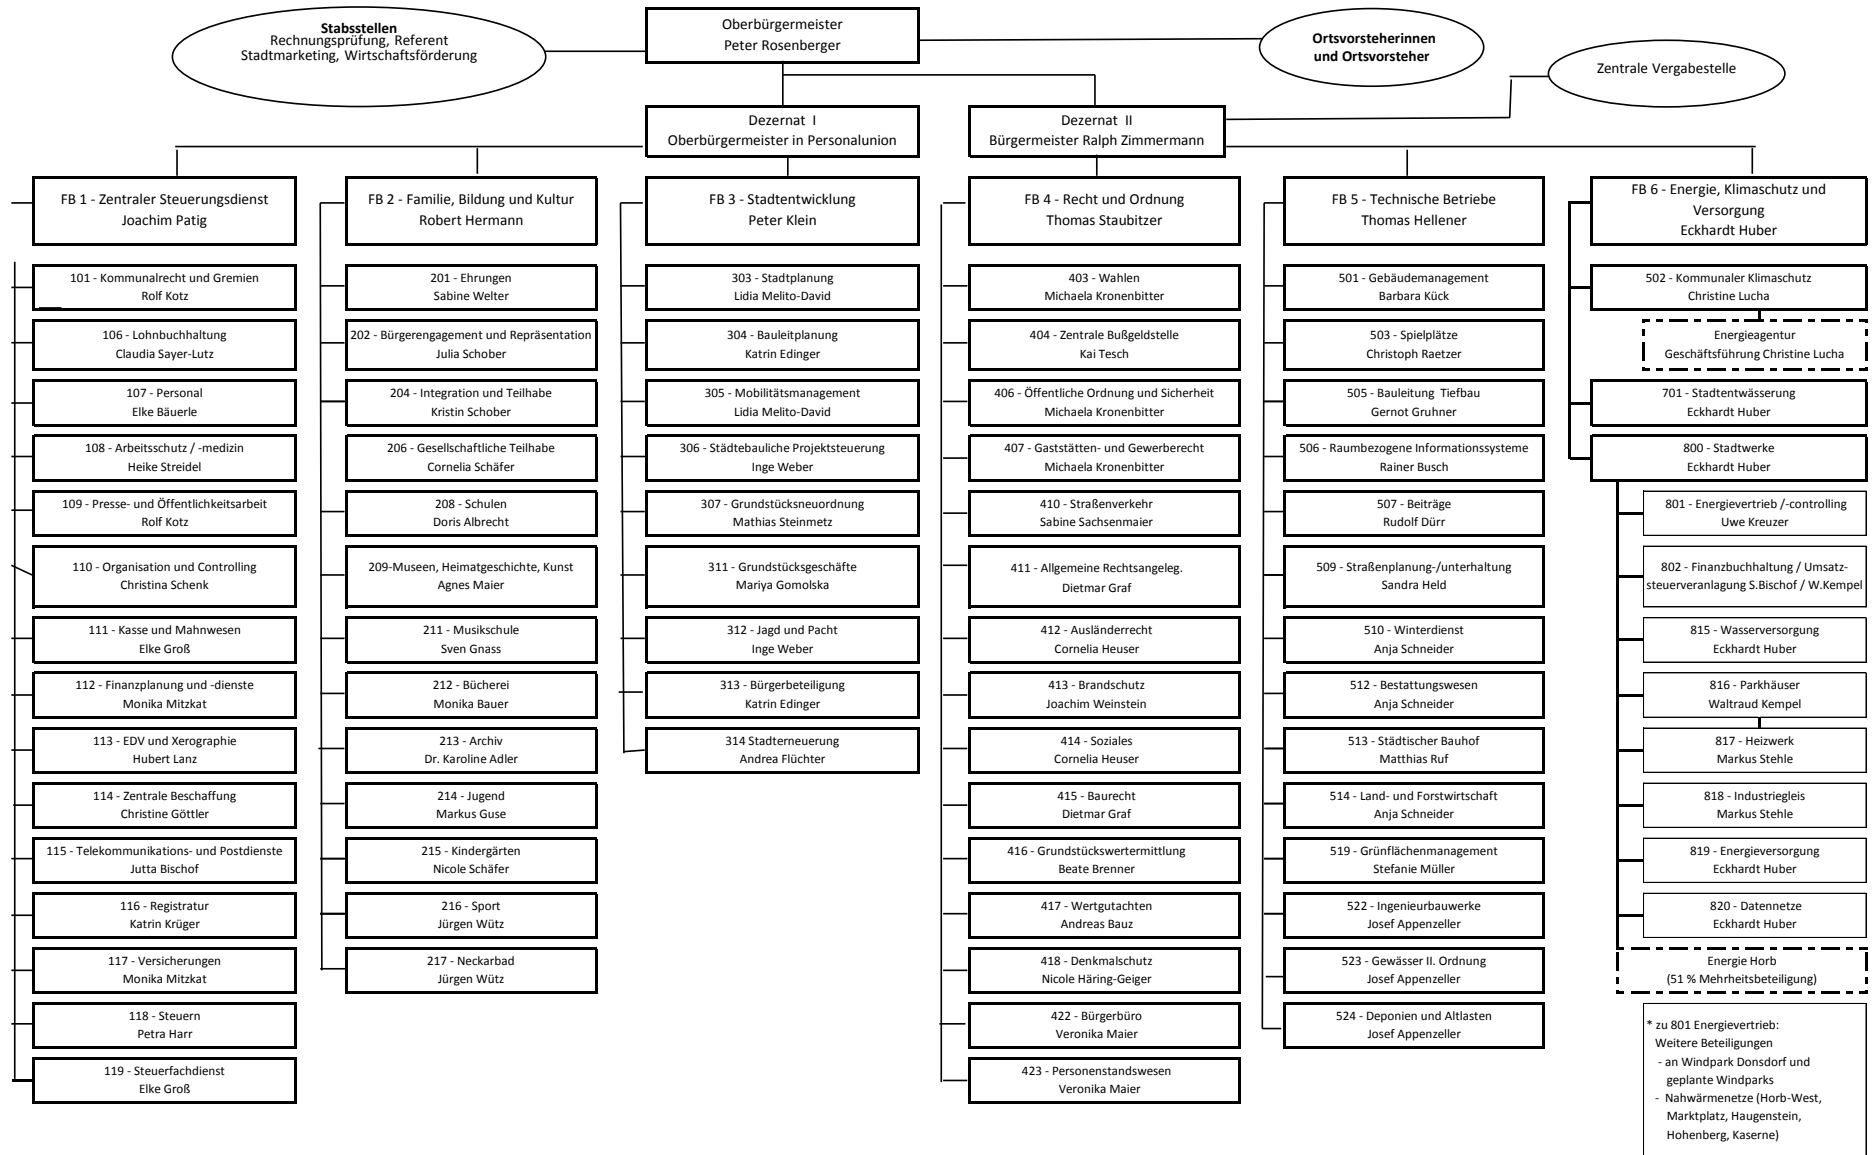 Stabsstellen
Rechnungsprüfung, Referent
Stadtmarketing, Wirtschaftsförderung
Oberbürgermeister
Peter Rosenberger
Ortsvorsteherinnen
und Ortsvorsteher
Zentrale Vergabestelle
Dezernat I
Oberbürgermeister in Personalunion
Dezernat II
Bürgermeister Ralph Zimmermann
FB 1 - Zentraler Steuerungsdienst
Joachim Patig
101 - Kommunalrecht und Gremien
Rolf Kotz
106 - Lohnbuchhaltung
Claudia Sayer-Lutz
107 - Personal
Elke Bäuerle
108 - Arbeitsschutz / -medizin
Heike Streidel
109 - Presse- und Öffentlichkeitsarbeit
Rolf Kotz
110 - Organisation und Controlling
Christina Schenk
111 - Kasse und Mahnwesen
Elke Groß
112 - Finanzplanung und -dienste
Monika Mitzkat
113 - EDV und Xerographie
Hubert Lanz
114 - Zentrale Beschaffung
Christine Göttler
115 - Telekommunikations- und Postdienste
Jutta Bischof
116 - Registratur
Katrin Krüger
117 - Versicherungen
Monika Mitzkat
118 - Steuern
Petra Harr
119 - Steuerfachdienst
Elke Groß
FB 2 - Familie, Bildung und Kultur
Robert Hermann
201 - Ehrungen
Sabine Welter
202 - Bürgerengagement und Repräsentation
Julia Schober
204 - Integration und Teilhabe
Kristin Schober
206 - Gesellschaftliche Teilhabe
Cornelia Schäfer
208 - Schulen
Doris Albrecht
209-Museen, Heimatgeschichte, Kunst
Agnes Maier
211 - Musikschule
Sven Gnass
212 - Bücherei
Monika Bauer
213 - Archiv
Dr. Karoline Adler
214 - Jugend
Markus Guse
215 - Kindergärten
Nicole Schäfer
216 - Sport
Jürgen Wütz
217 - Neckarbad
Jürgen Wütz
FB 3 - Stadtentwicklung
Peter Klein
303 - Stadtplanung
Lidia Melito-David
304 - Bauleitplanung
Katrin Edinger
305 - Mobilitätsmanagement
Lidia Melito-David
306 - Städtebauliche Projektsteuerung
Inge Weber
307 - Grundstücksneuordnung
Mathias Steinmetz
311 - Grundstücksgeschäfte
Mariya Gomolska
312 - Jagd und Pacht
Inge Weber
313 - Bürgerbeteiligung
Katrin Edinger
314 Stadterneuerung
Andrea Flüchter
FB 4 - Recht und Ordnung
Thomas Staubitzer
403 - Wahlen
Michaela Kronenbitter
404 - Zentrale Bußgeldstelle
Kai Tesch
406 - Öffentliche Ordnung und Sicherheit
Michaela Kronenbitter
407 - Gaststätten- und Gewerberecht
Michaela Kronenbitter
410 - Straßenverkehr
Sabine Sachsenmaier
411 - Allgemeine Rechtsangeleg.
Dietmar Graf
412 - Ausländerrecht
Cornelia Heuser
413 - Brandschutz
Joachim Weinstein
414 - Soziales
Cornelia Heuser
415 - Baurecht
Dietmar Graf
416 - Grundstückswertermittlung
Beate Brenner
417 - Wertgutachten
Andreas Bauz
418 - Denkmalschutz
Nicole Häring-Geiger
422 - Bürgerbüro
Veronika Maier
423 - Personenstandswesen
Veronika Maier
FB 5 - Technische Betriebe
Thomas Hellener
501 - Gebäudemanagement
Barbara Kück
503 - Spielplätze
Christoph Raetzer
505 - Bauleitung Tiefbau
Gernot Gruhner
506 - Raumbezogene Informationssysteme
Rainer Busch
507 - Beiträge
Rudolf Dürr
509 - Straßenplanung-/unterhaltung
Sandra Held
510 - Winterdienst
Anja Schneider
512 - Bestattungswesen
Anja Schneider
513 - Städtischer Bauhof
Matthias Ruf
514 - Land- und Forstwirtschaft
Anja Schneider
519 - Grünflächenmanagement
Stefanie Müller
522 - Ingenieurbauwerke
Josef Appenzeller
523 - Gewässer II. Ordnung
Josef Appenzeller
524 - Deponien und Altlasten
Josef Appenzeller
FB 6 - Energie, Klimaschutz und
Versorgung
Eckhardt Huber
502 - Kommunaler Klimaschutz
Christine Lucha
Energieagentur
Geschäftsführung Christine Lucha
701 - Stadtentwässerung
Eckhardt Huber
800 - Stadtwerke
Eckhardt Huber
801 - Energievertrieb /-controlling
Uwe Kreuzer
802 - Finanzbuchhaltung / Umsatz-
steuerveranlagung S.Bischof / W.Kempel
815 - Wasserversorgung
Eckhardt Huber
816 - Parkhäuser
Waltraud Kempel
817 - Heizwerk
Markus Stehle
818 - Industriegleis
Markus Stehle
819 - Energieversorgung
Eckhardt Huber
820 - Datennetze
Eckhardt Huber
Energie Horb
(51 % Mehrheitsbeteiligung)
* zu 801 Energievertrieb:
Weitere Beteiligungen
- an Windpark Donsdorf und
geplante Windparks
- Nahwärmenetze (Horb-West,
Marktplatz, Haugenstein,
Hohenberg, Kaserne)